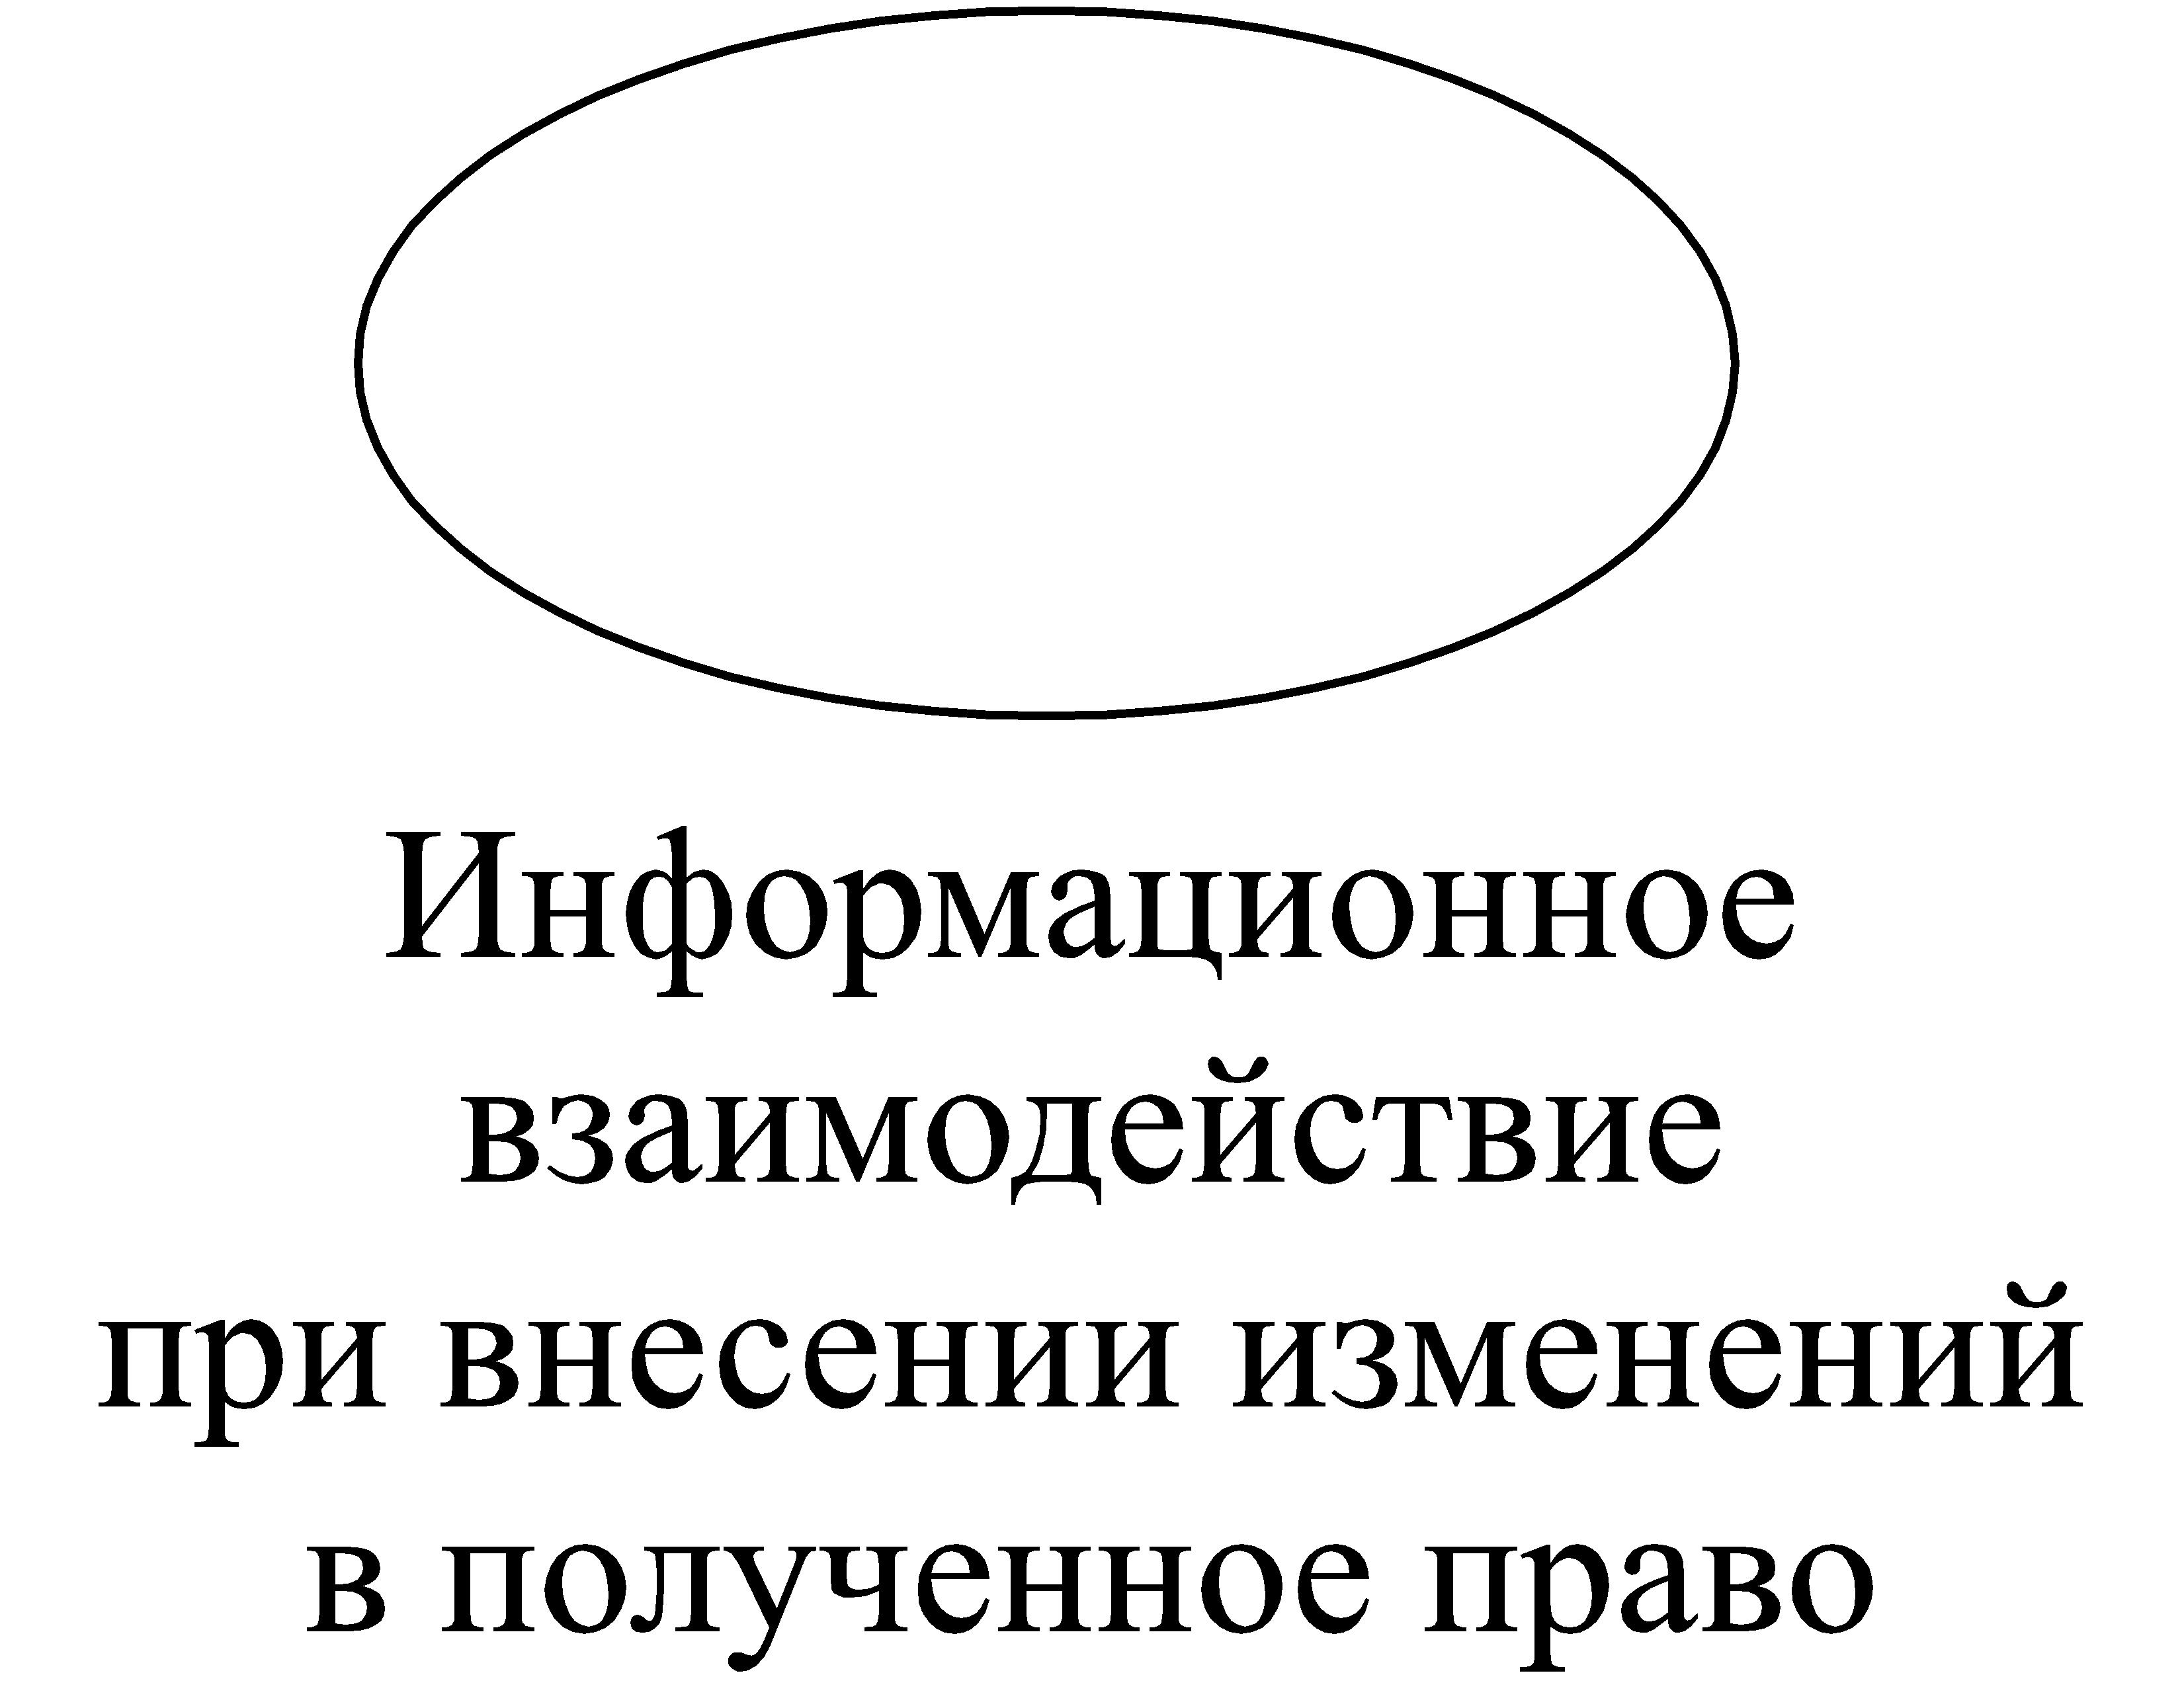 Информационное
взаимодействие
при внесении изменений
в полученное право